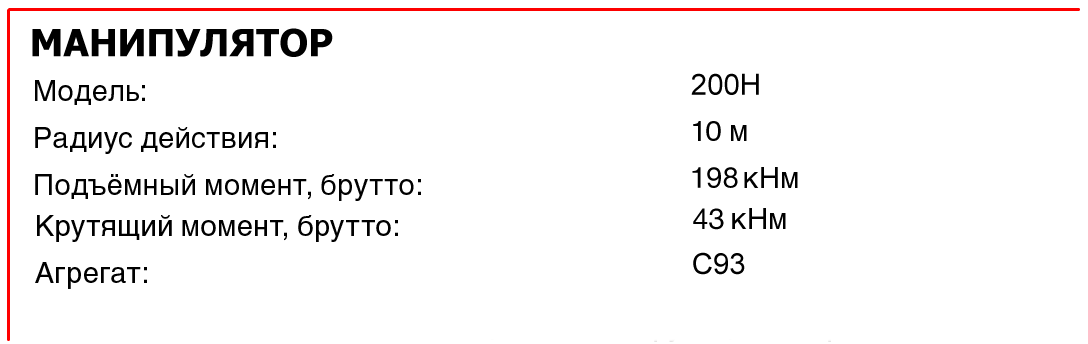 МАНИПУЛЯТОР
Модель: 200H
Радиус действия: 10 м
Подъёмный момент, брутто: 198 кНм
Крутящий момент, брутто: 43 кНм
Агрегат: C93